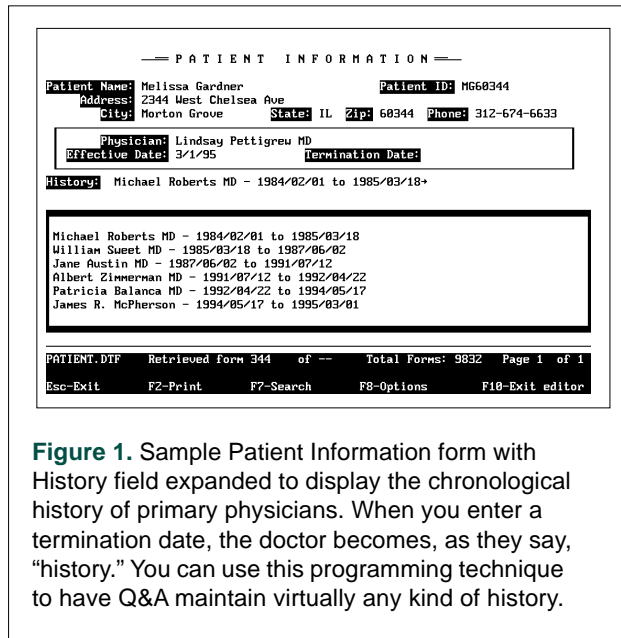 PATIENT INFORMATION
Patient Name: Melissa Gardner Patient ID: MG60344
Address: 2344 West Chelsea Ave
City: Morton Grove State: IL Zip: 60344 Phone: 312-674-6633
Physician: Lindsay Pettigrew MD
Effective Date: 3/1/95 Termination Date:
History: Michael Roberts MD - 1984/02/01 to 1985/03/18→
Michael Roberts MD - 1984/02/01 to 1985/03/18
William Sweet MD - 1985/03/18 to 1987/06/02
Jane Austin MD - 1987/06/02 to 1991/07/12
Albert Zimmerman MD - 1991/07/12 to 1992/04/22
Patricia Balanca MD - 1992/04/22 to 1994/05/17
James R. McPherson - 1994/05/17 to 1995/03/01
PATIENT.DTF Retrieved form 344 of -- Total Forms: 9832 Page 1 of 1
Esc-Exit F2-Print F7-Search F8-Options F10-Exit editor
Figure 1. Sample Patient Information form with
History field expanded to display the chronological
history of primary physicians. When you enter a
termination date, the doctor becomes, as they say,
“history.” You can use this programming technique
to have Q&A maintain virtually any kind of history.